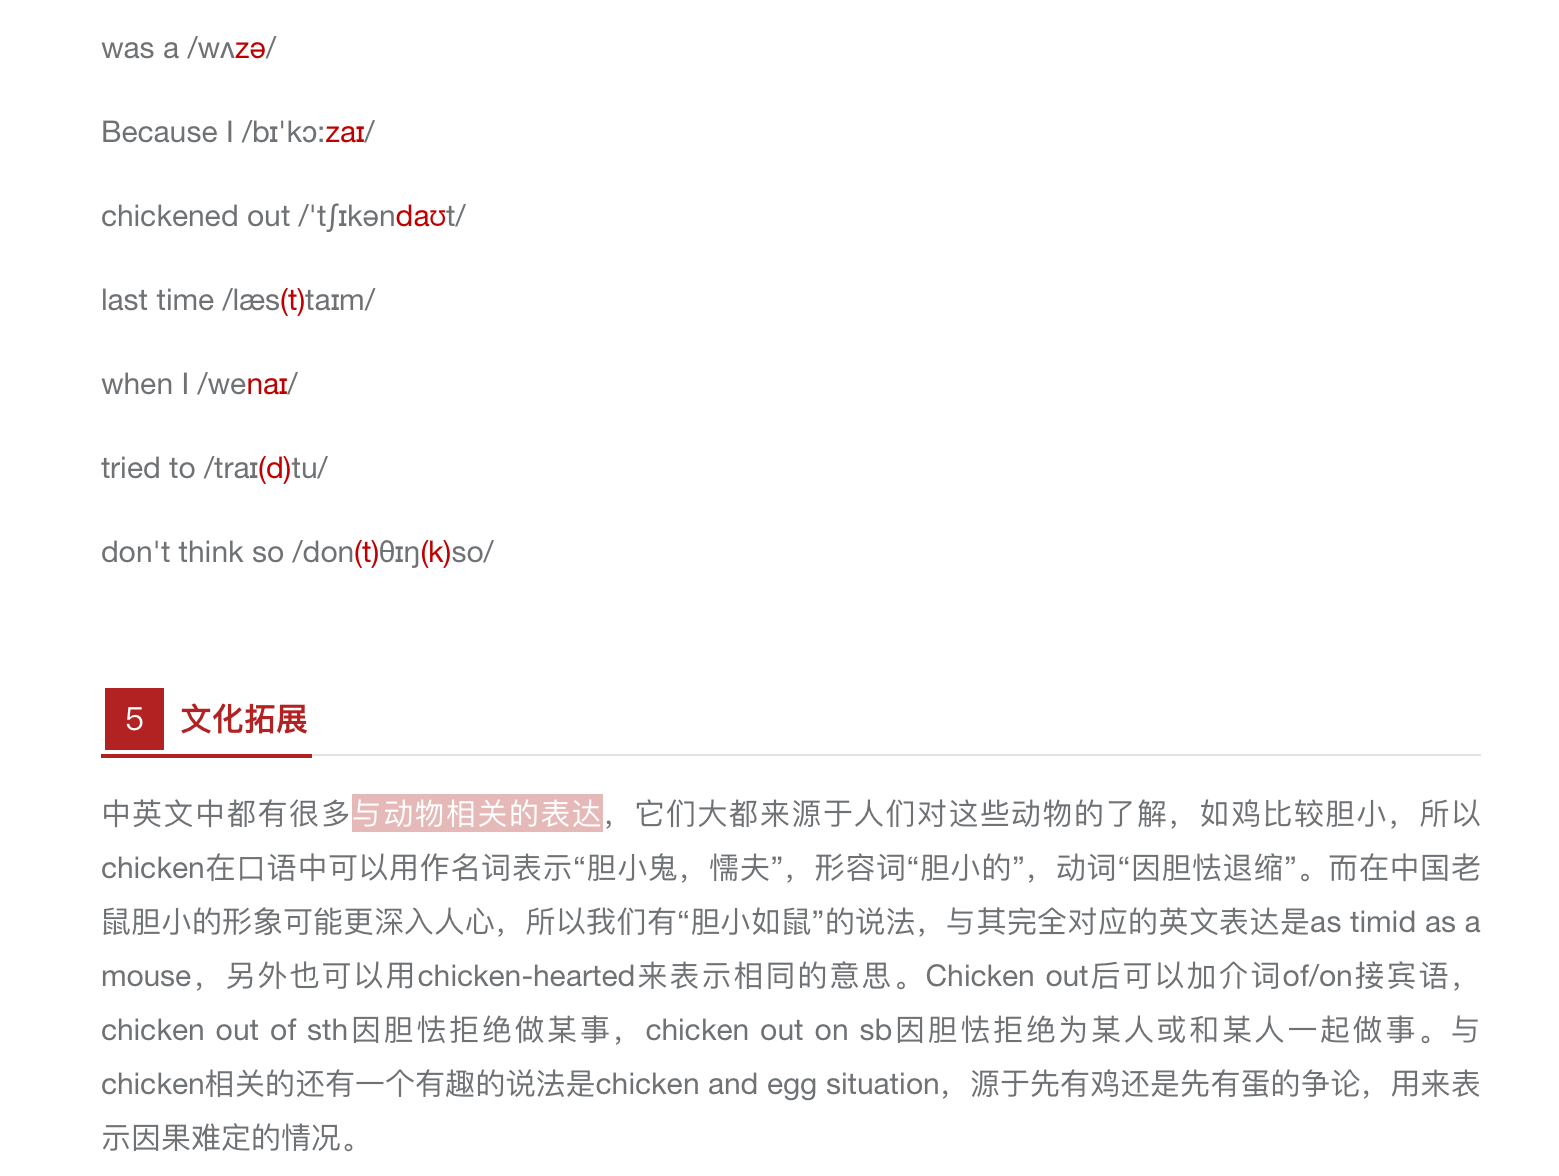 was a /wʌzə/
Because I /bɪˈkɔːzaɪ/
chickened out /ˈtʃɪkəndaʊt/
last time /læs(t)taɪm/
when I /wenaɪ/
tried to /traɪ(d)tu/
don't think so /don(t)θɪŋ(k)so/
5 文化拓展
中英文中都有很多与动物相关的表达，它们大都来源于人们对这些动物的了解，如鸡比较胆小，所以
chicken在口语中可以用作名词表示“胆小鬼，懦夫”，形容词“胆小的”，动词“因胆怯退缩”。而在中国老
鼠胆小的形象可能更深入人心，所以我们有“胆小如鼠”的说法，与其完全对应的英文表达是as timid as a
mouse，另外也可以用chicken-hearted来表示相同的意思。Chicken out后可以加介词of/on接宾语，
chicken out of sth因胆怯拒绝做某事，chicken out on sb因胆怯拒绝为某人或和某人一起做事。与
chicken相关的还有一个有趣的说法是chicken and egg situation，源于先有鸡还是先有蛋的争论，用来表
示因果难定的情况。